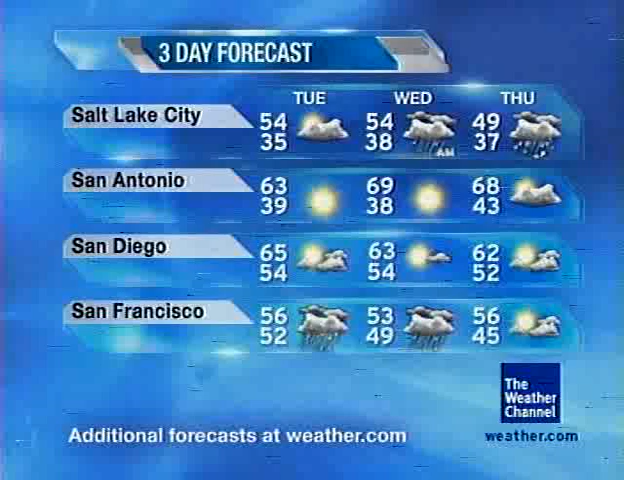 3 DAY FORECAST
TUE WED THU
Salt Lake City 54 54 49
35 38 37
AM
San Antonio 63 69 68
39 38 43
San Diego 65 63 62
54 54 52
San Francisco 56 53 56
52 49 45
The
Weather
Channel
Additional forecasts at weather.com weather.com